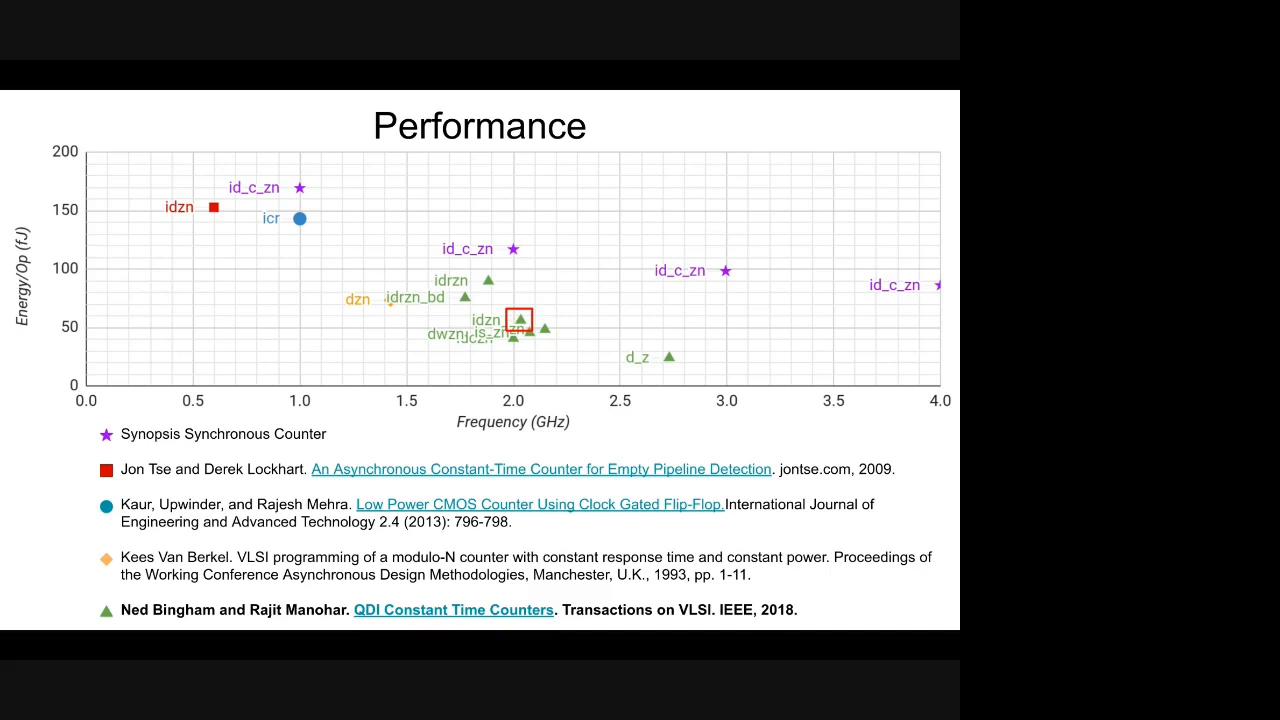 Performance
200
id_c_zn
idzn
150
icr
id_c_zn
100
id_c_zn
id_c_zn
idrzn
dzn
idrzn_bd
idzn
50
dwzn
is_zn
d_z
0
Energy/Op (fJ)
0.0 0.5 1.0 1.5 2.0 2.5 3.0 3.5 4.0
Frequency (GHz)
Synopsis Synchronous Counter
Jon Tse and Derek Lockhart. An Asynchronous Constant-Time Counter for Empty Pipeline Detection. jontse.com, 2009.
Kaur, Upwinder, and Rajesh Mehra. Low Power CMOS Counter Using Clock Gated Flip-Flop.International Journal of
Engineering and Advanced Technology 2.4 (2013): 796-798.
Kees Van Berkel. VLSI programming of a modulo-N counter with constant response time and constant power. Proceedings of
the Working Conference Asynchronous Design Methodologies, Manchester, U.K., 1993, pp. 1-11.
Ned Bingham and Rajit Manohar. QDI Constant Time Counters. Transactions on VLSI. IEEE, 2018.